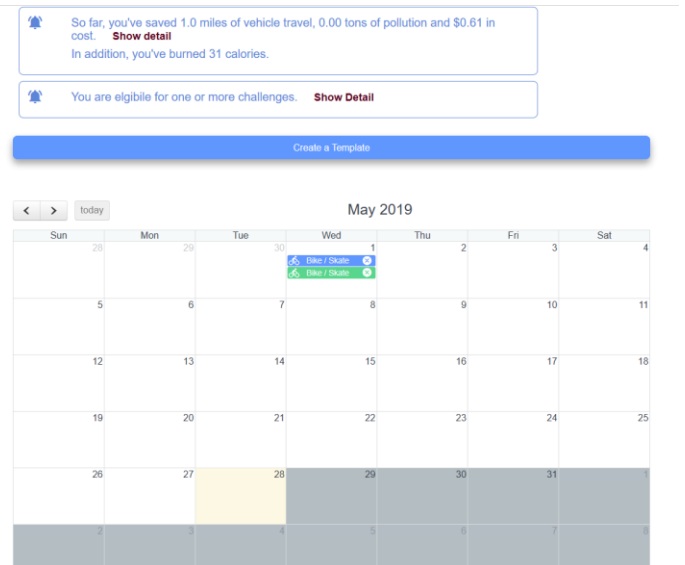 So far, you've saved 1.0 miles of vehicle travel, 0.00 tons of pollution and $0.61 in
cost. Show detail
In addition, you've burned 31 calories.
You are elgibile for one or more challenges. Show Detail
Create a Template
today
May 2019
Sun Mon Tue Wed Thu Fri Sat
28 29 30 1 2 3 4
Bike / Skate
Bike / Skate
5 6 7 8 9 10 11
12 13 14 15 16 17 18
19 20 21 22 23 24 25
26 27 28 29 30 31 1
2 3 4 5 6 7 8